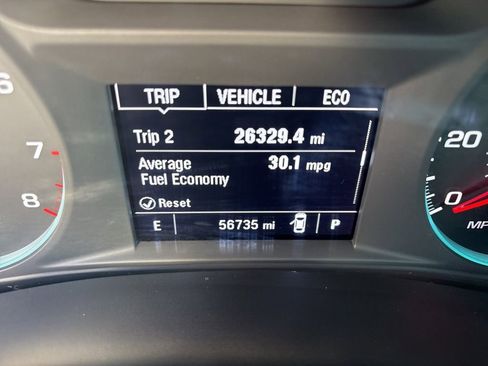 TRIP VEHICLE ECO
6
7
8
Trip 2 26329.4 mi
Average 30.1 mpg
Fuel Economy
Reset
E 56735 mi P
20
0